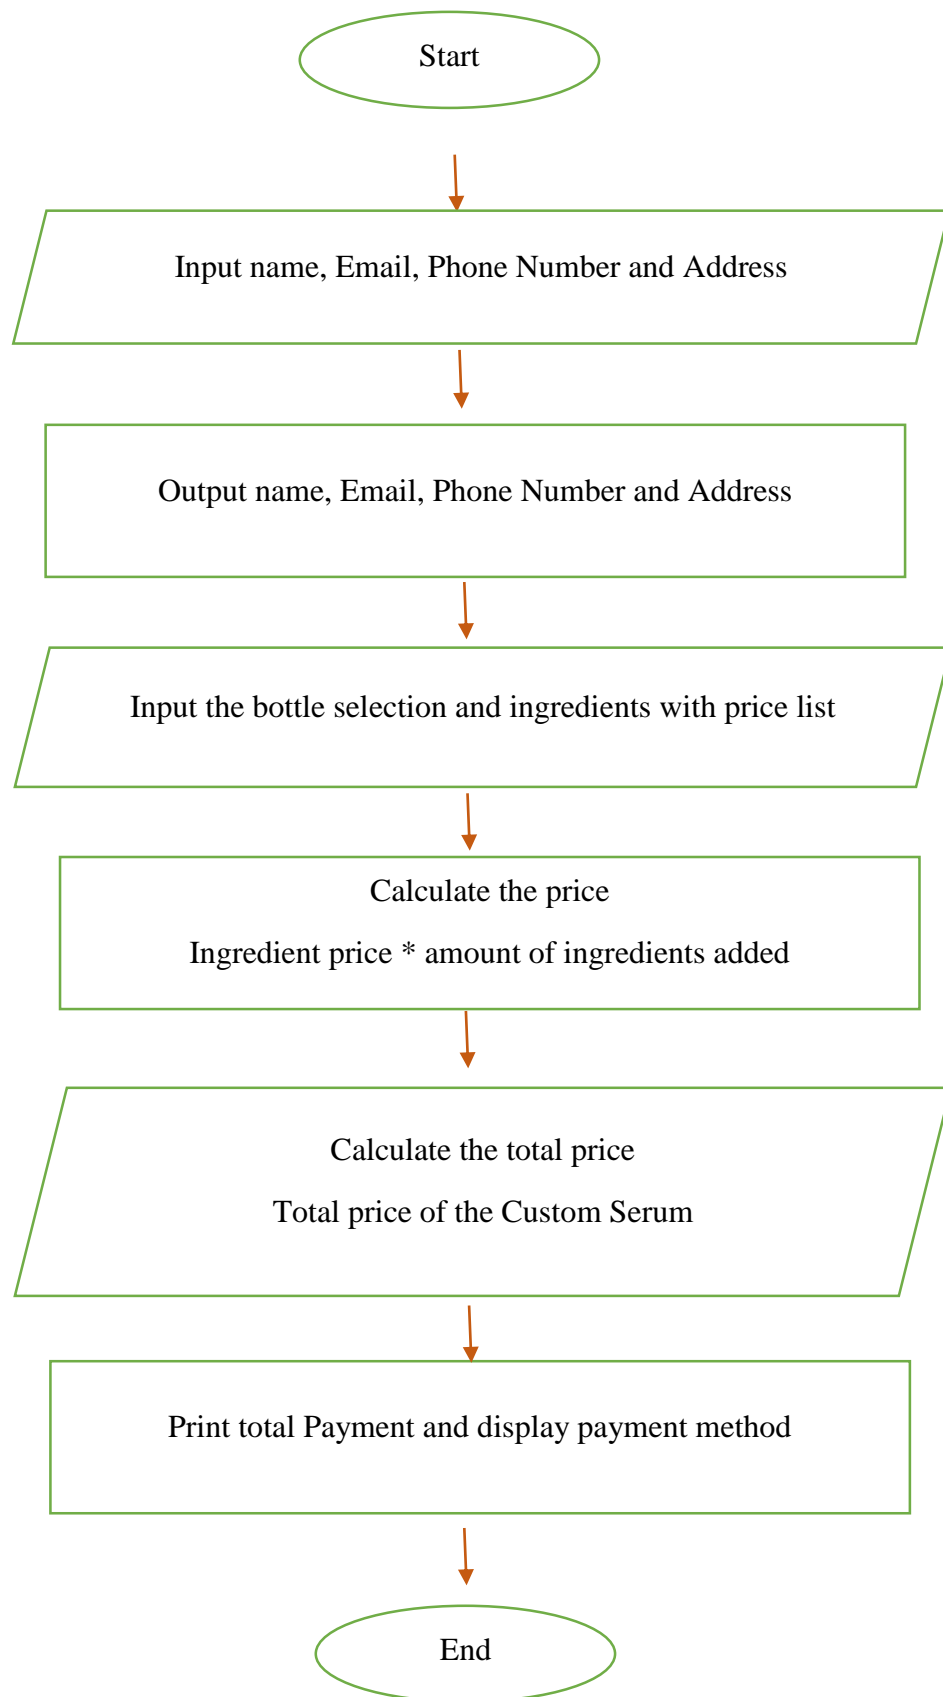 Start
Input name, Email, Phone Number and Address
Output name, Email, Phone Number and Address
Input the bottle selection and ingredients with price list
Calculate the price
Ingredient price * amount of ingredients added
Calculate the total price
Total price of the Custom Serum
Print total Payment and display payment method
End